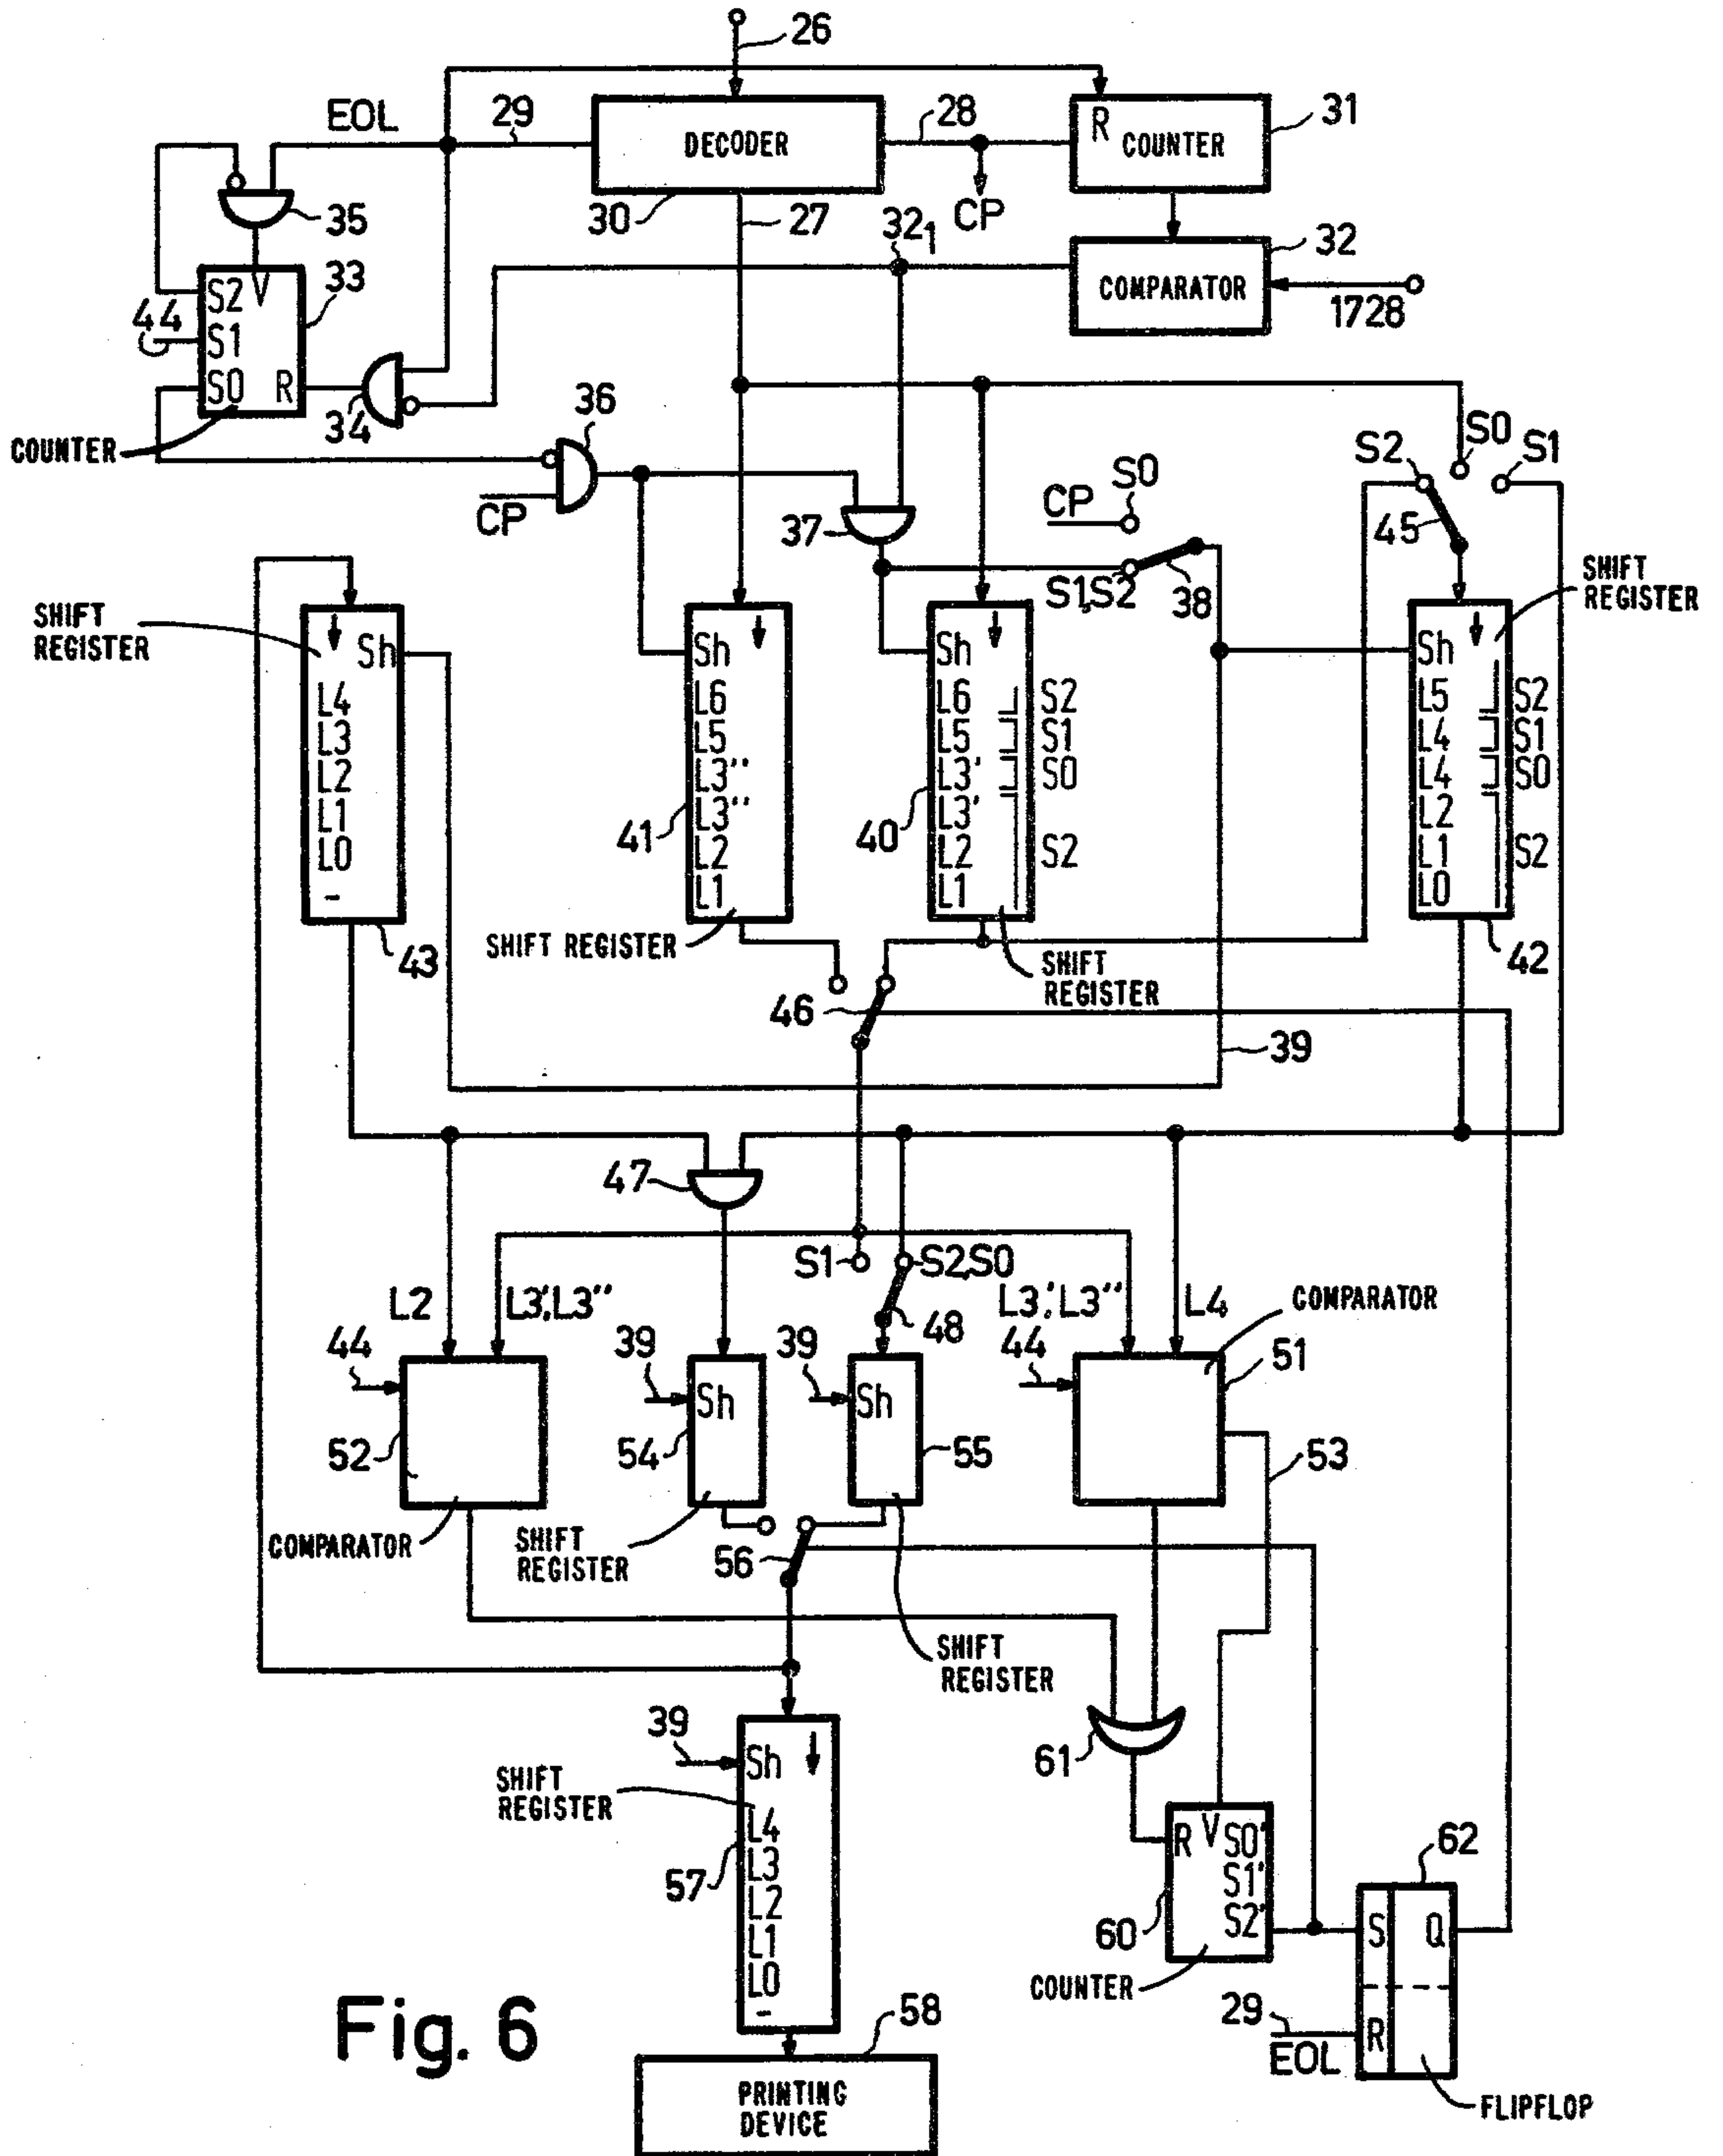 26
EOL
29
DECODER
28
R
COUNTER
31
35
30
27
CP
32₁
32
COMPARATOR
1728
S2
V
33
44
S1
S0
R
34
COUNTER
36
CP
37
CP
S0
S1,S2
38
S2
S0
S1
45
SHIFT
REGISTER
SHIFT
REGISTER
Sh
L4
L3
L2
L1
L0
-
43
Sh
L6
L5
L3''
L3''
L2
L1
41
SHIFT REGISTER
Sh
L6 S2
L5 S1
L3' S0
L3'
L2 S2
L1
40
SHIFT
REGISTER
Sh
L5 S2
L4 S1
L4 S0
L2
L1 S2
L0
42
46
39
47
S1
S2,S0
L2
L3',L3''
L3',L3''
L4
COMPARATOR
48
44
39
39
44
51
Sh
Sh
52
54
55
53
COMPARATOR
SHIFT
REGISTER
56
SHIFT
REGISTER
39
Sh
61
SHIFT
REGISTER
L4
L3
L2
L1
L0
-
57
R V S0'
S1'
S2'
60
COUNTER
62
S Q
29
EOL
R
FLIPFLOP
Fig. 6
58
PRINTING
DEVICE